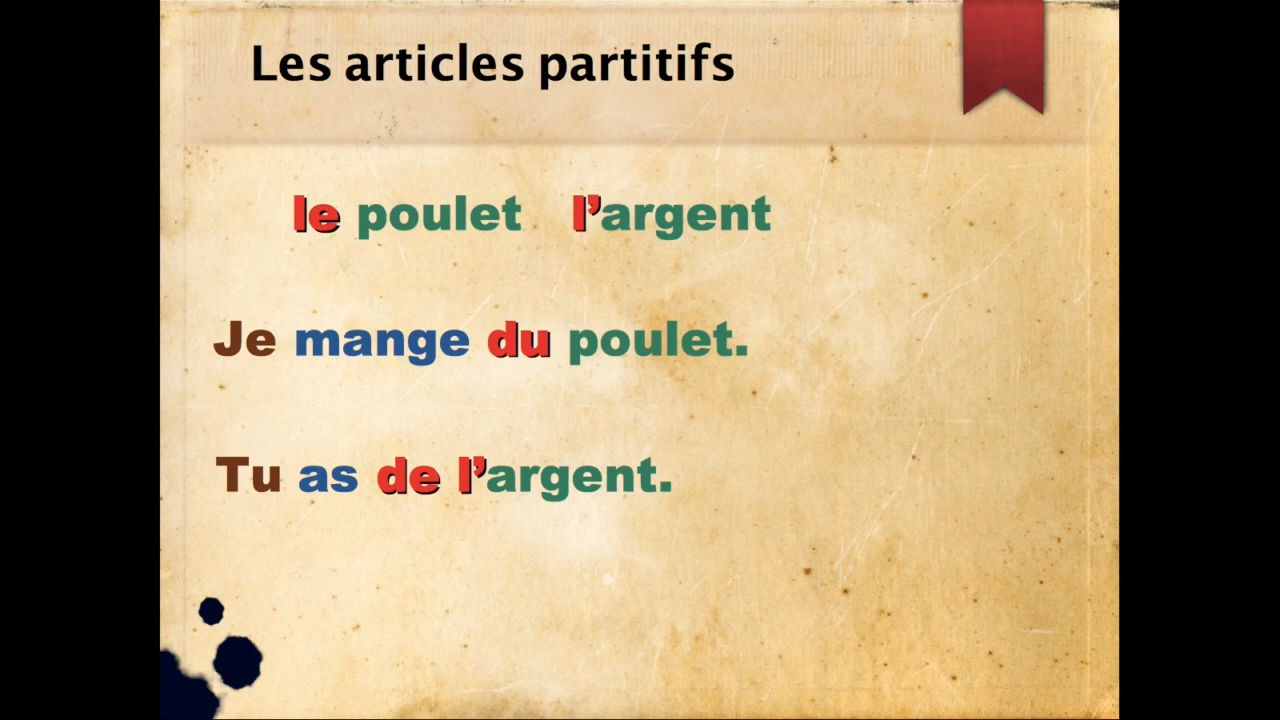 Les articles partitifs
le poulet l’argent
Je mange du poulet.
Tu as de l’argent.